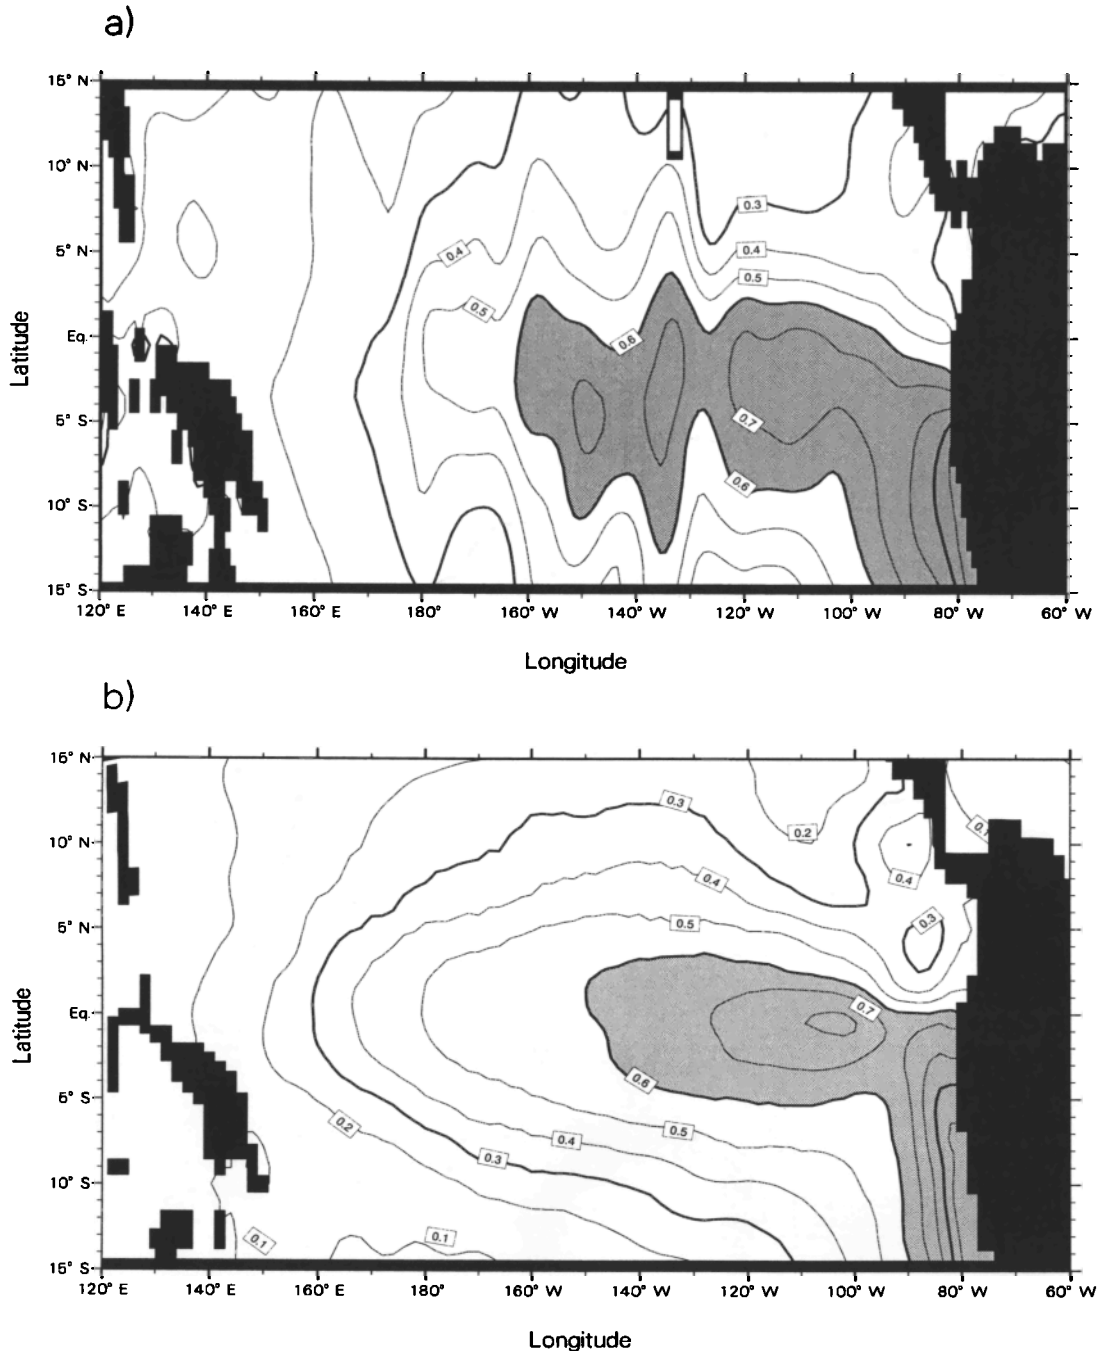 a)
15° N
10° N
5° N
Eq.
5° S
10° S
15° S
Latitude
0.3
0.4
0.4
0.5
0.5
0.6
0.7
0.6
120° E
140° E
160° E
180°
160° W
140° W
120° W
100° W
80° W
60° W
Longitude
b)
15° N
10° N
5° N
Eq.
5° S
10° S
15° S
Latitude
0.3
0.2
0.1
0.4
0.4
0.5
0.3
0.7
0.6
0.2
0.5
0.4
0.3
0.1
0.1
120° E
140° E
160° E
180°
160° W
140° W
120° W
100° W
80° W
60° W
Longitude